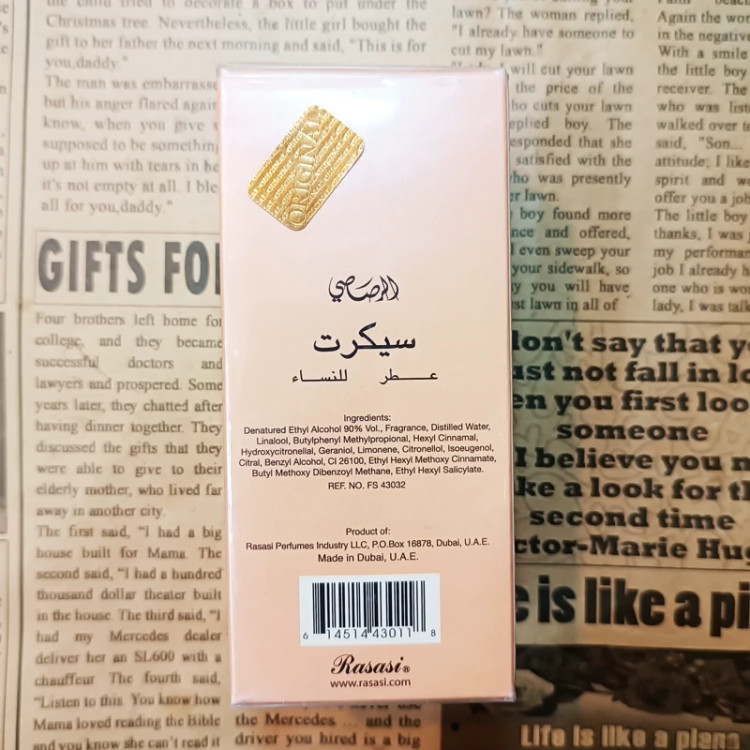 the child tried to decorate a box to put under the
Christmas tree. Nevertheless, the little girl bought the
gift to her father the next morning and said, "This is for
you,daddy."
The man was embarrasse
but his anger flared again
know, when you give s
supposed to be something
up at him with tears in he
it's not empty at all. I ble
all for you,daddy."
GIFTS FO
Four brothers left home for
college, and they became
successful doctors and
lawyers and prospered. Some
years later, they chatted after
having dinner together. They
discussed the gifts that they
were able to give to their
elderly mother, who lived far
away in another city.
The first said, "I had a big
house built for Mama. The
second said, "I had a hundred
thousand dollar theater built
in the house. The third said, "I
had my Mercedes dealer
deliver her an SL600 with a
chauffeur The fourth said,
"Listen to this. You know how
Mama loved reading the Bible
and you know she can't read it
ORIGINAL
الرصاصي
سيكرت
عطر للنساء
Ingredients:
Denatured Ethyl Alcohol 90% Vol., Fragrance, Distilled Water,
Linalool, Butylphenyl Methylpropional, Hexyl Cinnamal,
Hydroxycitronellal, Geraniol, Limonene, Citronellol, Isoeugenol,
Citral, Benzyl Alcohol, CI 26100, Ethyl Hexyl Methoxy Cinnamate,
Butyl Methoxy Dibenzoyl Methane, Ethyl Hexyl Salicylate.
REF. NO. FS 43032
Product of:
Rasasi Perfumes Industry LLC, P.O.Box 16878, Dubai, U.A.E.
Made in Dubai, U.A.E.
6 14514 43011 8
Rasasi®
www.rasasi.com
the Mercedes ... and the
driver you hired is a big
lawn? The woman replied,
"I already have someone to
cut my lawn."
will cut your lawn
the price of the
who cuts your lawn
eplied boy. The
esponded that she
satisfied with the
who was presently
er lawn.
boy found more
nce and offered,
I even sweep your
your sidewalk, so
y you will have
st lawn in all of
Again the wo
in the negative
With a smile
the little boy
receiver. The
who was list
walked over t
said, "Son...
attitude; I like
spirit and w
offer you a job
The little boy
thanks, I was j
my performan
job I already h
one who is wo
lady, I was talk
don't say that y
ust not fall in lo
en you first loo
someone
I believe you m
ke a look for th
second time
ctor-Marie Hug
e is like a pi
Life is like a piano